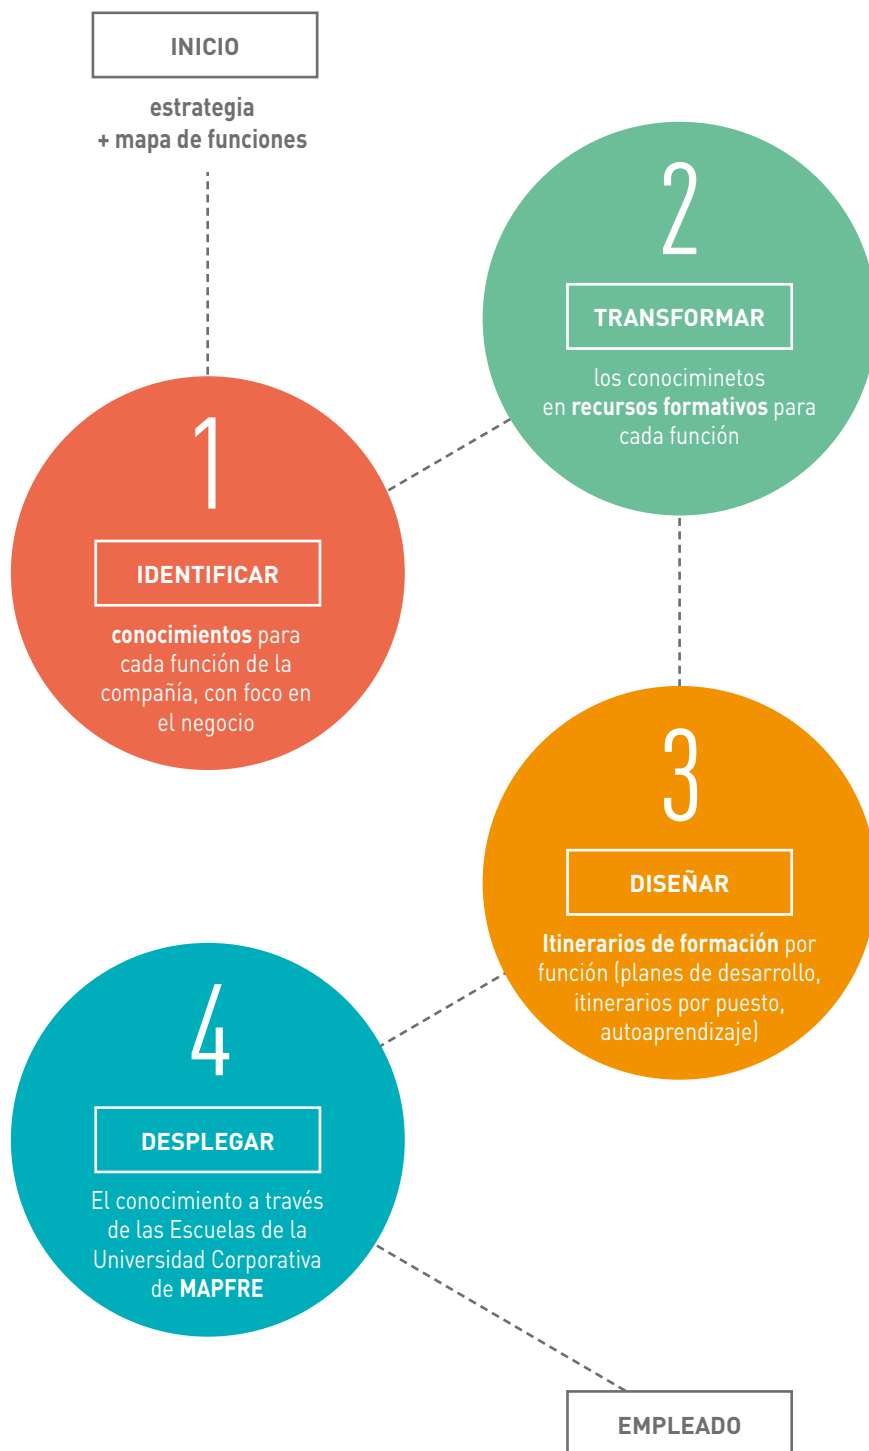 INICIO
estrategia
+ mapa de funciones
1
IDENTIFICAR
conocimientos para
cada función de la
compañía, con foco en
el negocio
2
TRANSFORMAR
los conociminetos
en recursos formativos para
cada función
3
DISEÑAR
Itinerarios de formación por
función (planes de desarrollo,
itinerarios por puesto,
autoaprendizaje)
4
DESPLEGAR
El conocimiento a través
de las Escuelas de la
Universidad Corporativa
de MAPFRE
EMPLEADO